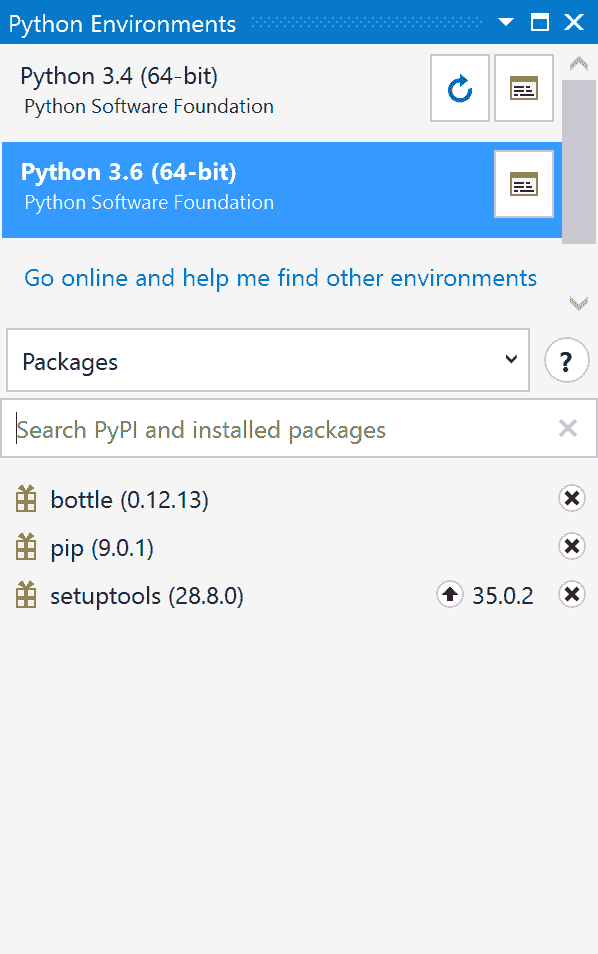 Python Environments
Python 3.4 (64-bit)
Python Software Foundation
Python 3.6 (64-bit)
Python Software Foundation
Go online and help me find other environments
Packages
?
Search PyPI and installed packages
bottle (0.12.13)
pip (9.0.1)
setuptools (28.8.0) 35.0.2